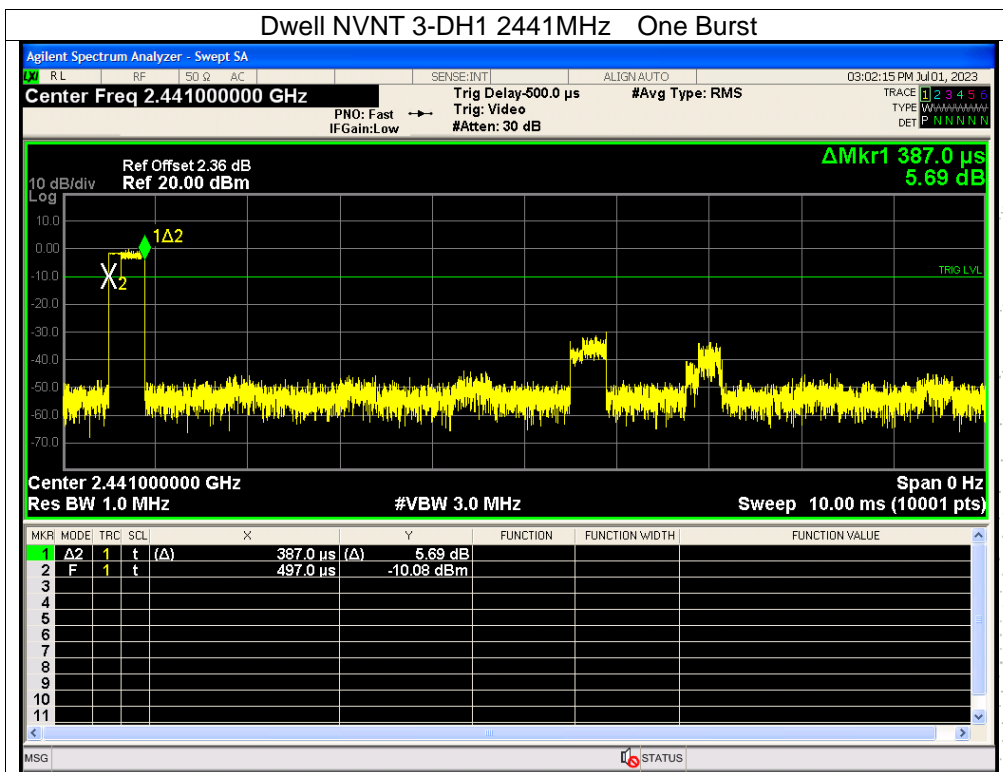 Dwell NVNT 3-DH1 2441MHz One Burst
Agilent Spectrum Analyzer - Swept SA
LXI RL RF 50 Ω AC SENSE:INT ALIGNAUTO 03:02:15 PM Jul 01, 2023
Center Freq 2.441000000 GHz Trig Delay-500.0 µs #Avg Type: RMS TRACE 1 2 3 4 5 6
PNO: Fast Trig: Video TYPE WWWWWW
IFGain:Low #Atten: 30 dB DET P N N N N N
ΔMkr1 387.0 µs
5.69 dB
Ref Offset 2.36 dB
10 dB/div Ref 20.00 dBm
Log
10.0
1Δ2
0.00
TRIG LVL
-10.0
X2
-20.0
-30.0
-40.0
-50.0
-60.0
-70.0
Center 2.441000000 GHz Span 0 Hz
Res BW 1.0 MHz #VBW 3.0 MHz Sweep 10.00 ms (10001 pts)
MKR MODE TRC SCL X Y FUNCTION FUNCTION WIDTH FUNCTION VALUE
1 Δ2 1 t (Δ) 387.0 µs (Δ) 5.69 dB
2 F 1 t 497.0 µs -10.08 dBm
3
4
5
6
7
8
9
10
11
MSG STATUS